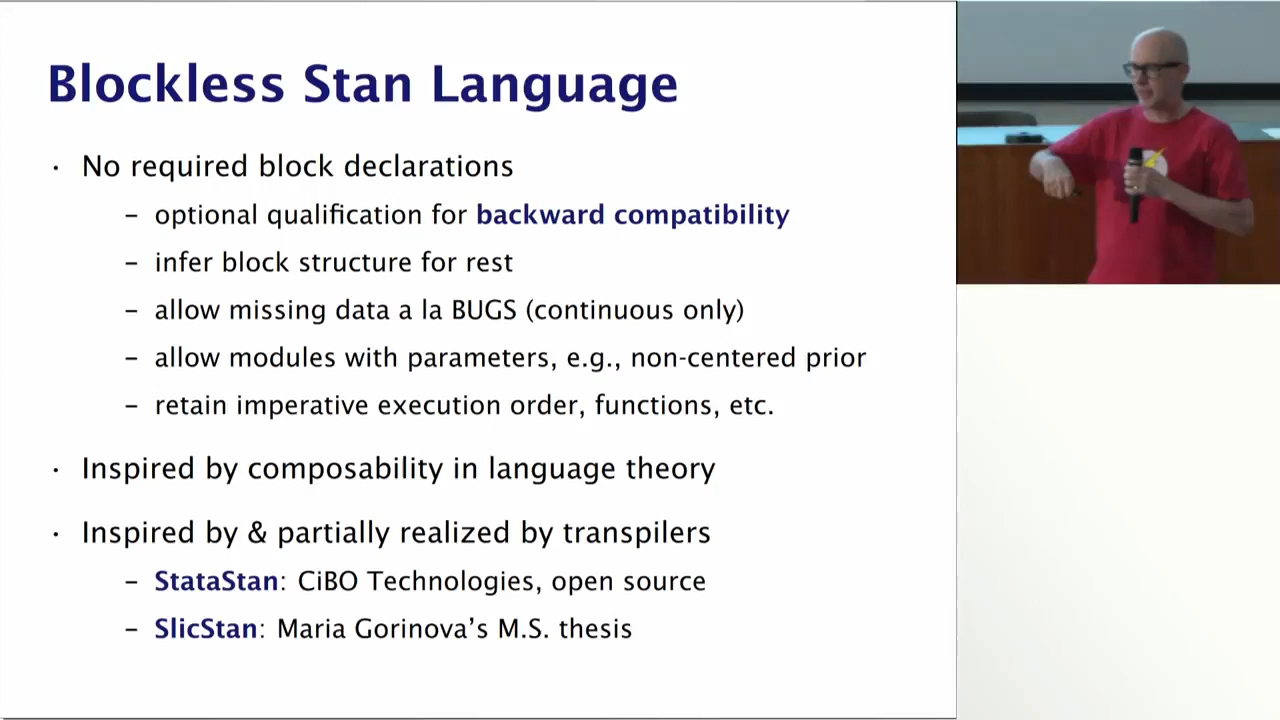 Blockless Stan Language
· No required block declarations
– optional qualification for backward compatibility
– infer block structure for rest
– allow missing data a la BUGS (continuous only)
– allow modules with parameters, e.g., non-centered prior
– retain imperative execution order, functions, etc.
· Inspired by composability in language theory
· Inspired by & partially realized by transpilers
– StataStan: CiBO Technologies, open source
– SlicStan: Maria Gorinova’s M.S. thesis